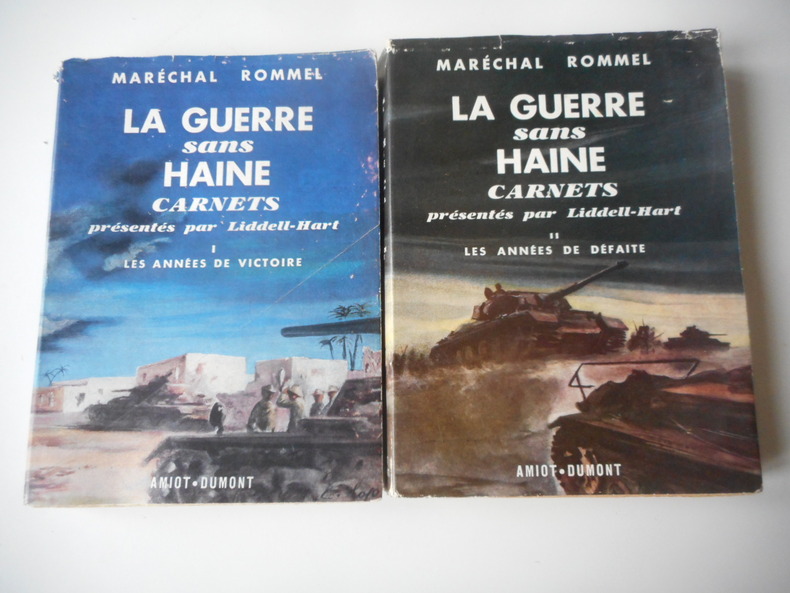 MARÉCHAL ROMMEL
LA GUERRE
sans
HAINE
CARNETS
présentés par Liddell-Hart
I
LES ANNÉES DE VICTOIRE
AMIOT•DUMONT
MARÉCHAL ROMMEL
LA GUERRE
sans
HAINE
CARNETS
présentés par Liddell-Hart
II
LES ANNÉES DE DÉFAITE
AMIOT•DUMONT